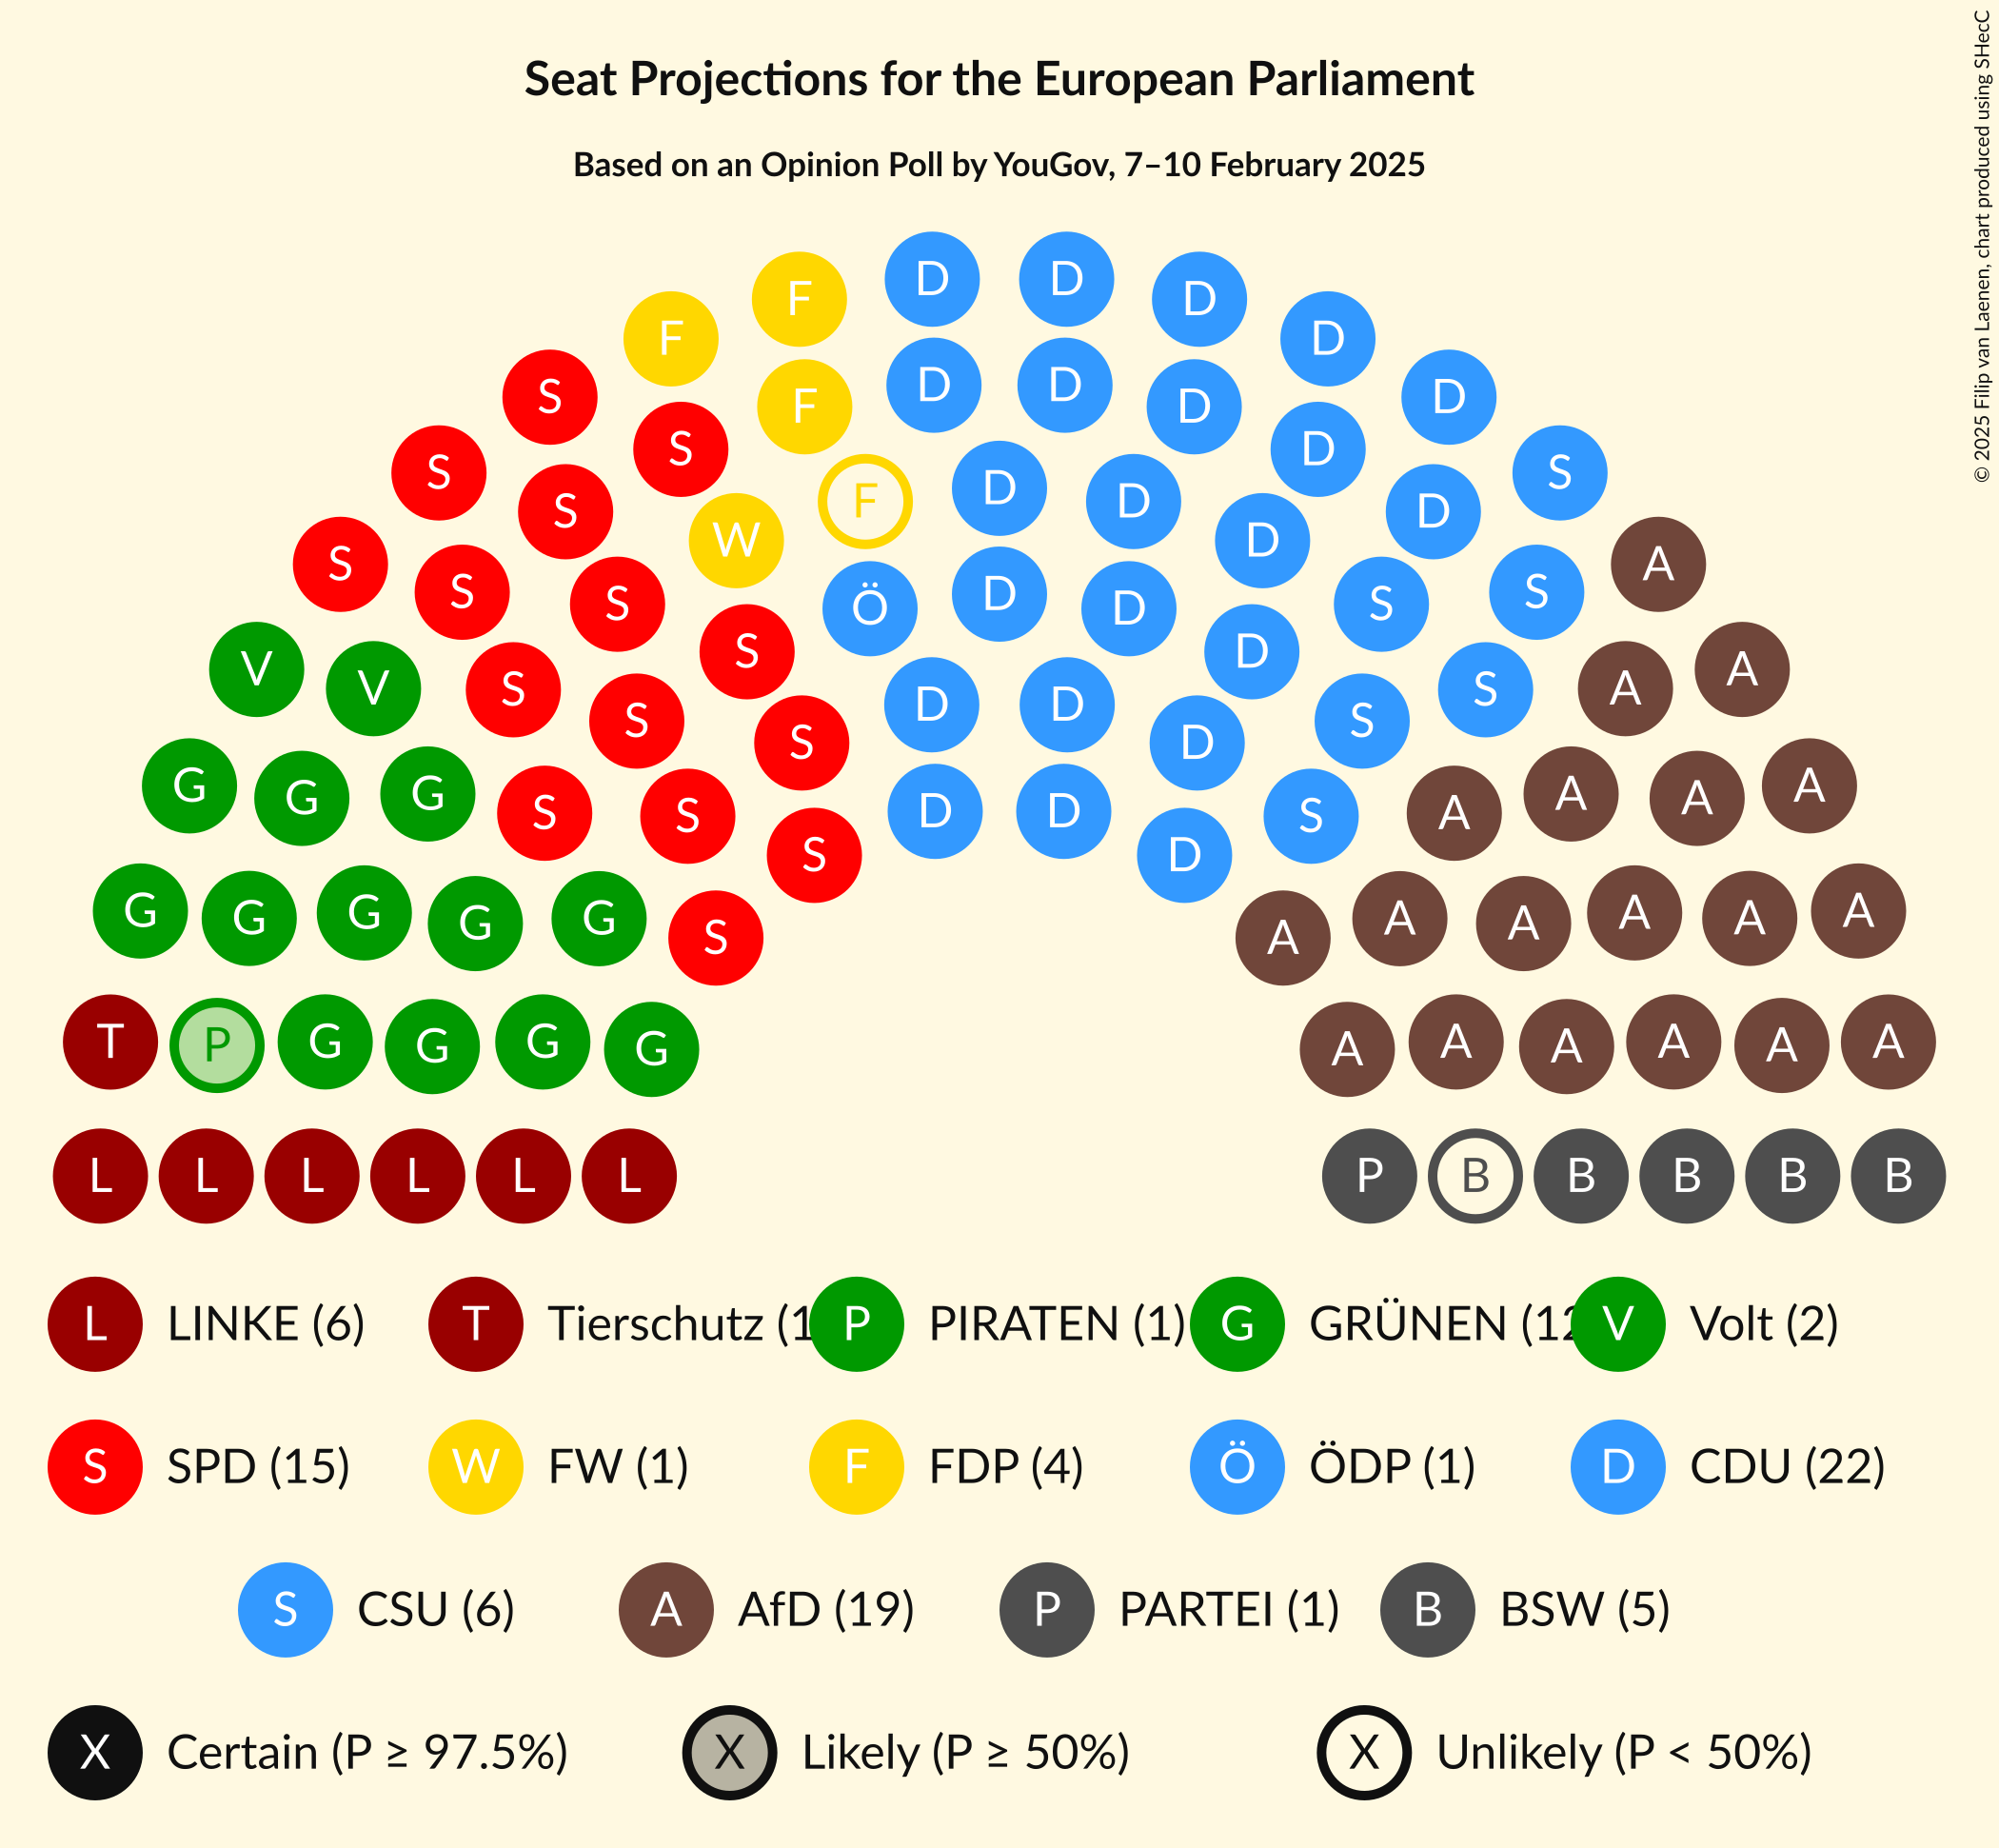 Seat Projections for the European Parliament
Based on an Opinion Poll by YouGov, 7–10 February 2025
© 2025 Filip van Laenen, chart produced using SHecC
F D D D
F D
S F D D D D
S D
S F D D S
S W D D
S S S Ö D D S S A
V V S S D D D S A A
S S D S
G G G S S D D S A A A A
S D
G G G G G S A A A A A A
T P G G G G A A A A A A
L L L L L L P B B B B B
L LINKE (6) T Tierschutz (1 P PIRATEN (1) G GRÜNEN (12 V Volt (2)
S SPD (15) W FW (1) F FDP (4) Ö ÖDP (1) D CDU (22)
S CSU (6) A AfD (19) P PARTEI (1) B BSW (5)
X Certain (P ≥ 97.5%) X Likely (P ≥ 50%) X Unlikely (P < 50%)